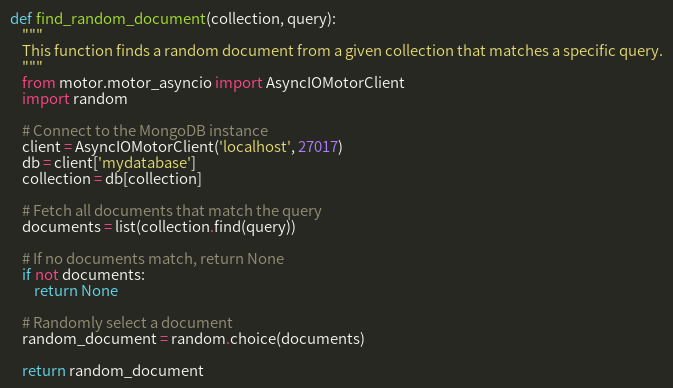 def find_random_document(collection, query):
    """
    This function finds a random document from a given collection that matches a specific query.
    """
    from motor.motor_asyncio import AsyncIOMotorClient
    import random

    # Connect to the MongoDB instance
    client = AsyncIOMotorClient('localhost', 27017)
    db = client['mydatabase']
    collection = db[collection]

    # Fetch all documents that match the query
    documents = list(collection.find(query))

    # If no documents match, return None
    if not documents:
        return None

    # Randomly select a document
    random_document = random.choice(documents)

    return random_document